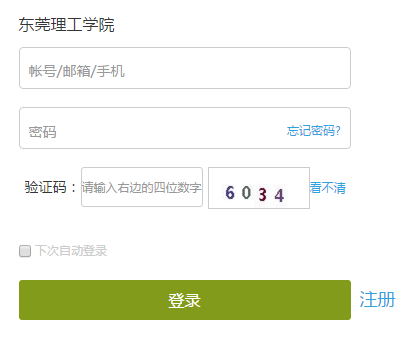 东莞理工学院
帐号/邮箱/手机
密码 忘记密码?
验证码： 请输入右边的四位数字 6034 看不清
下次自动登录
登录 注册